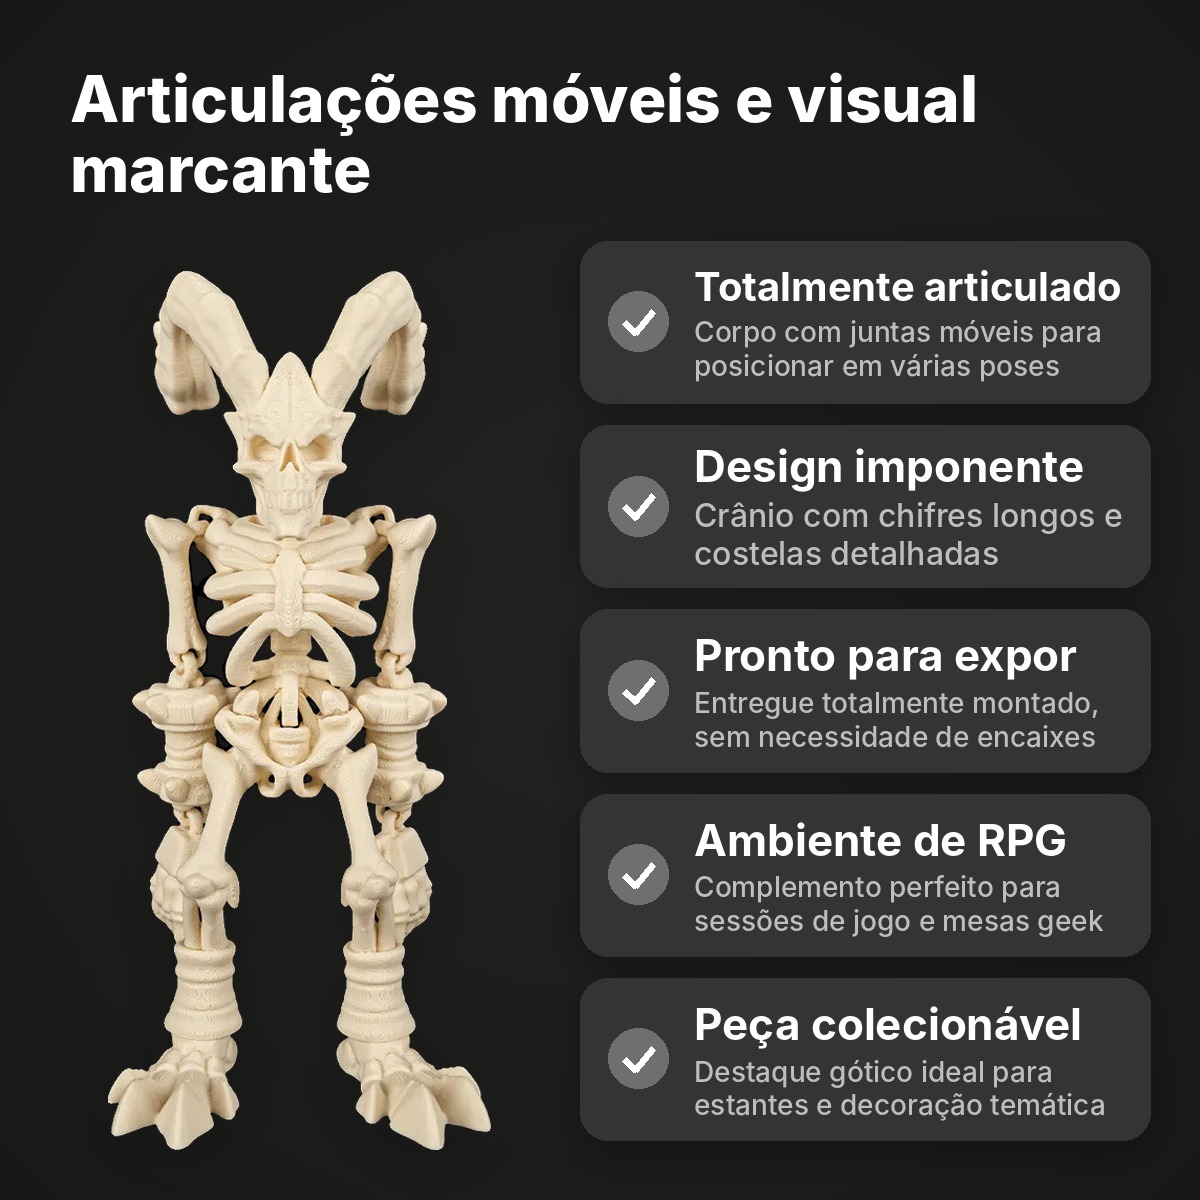 Articulações móveis e visual
marcante
Totalmente articulado
Corpo com juntas móveis para
posicionar em várias poses
Design imponente
Crânio com chifres longos e
costelas detalhadas
Pronto para expor
Entregue totalmente montado,
sem necessidade de encaixes
Ambiente de RPG
Complemento perfeito para
sessões de jogo e mesas geek
Peça colecionável
Destaque gótico ideal para
estantes e decoração temática